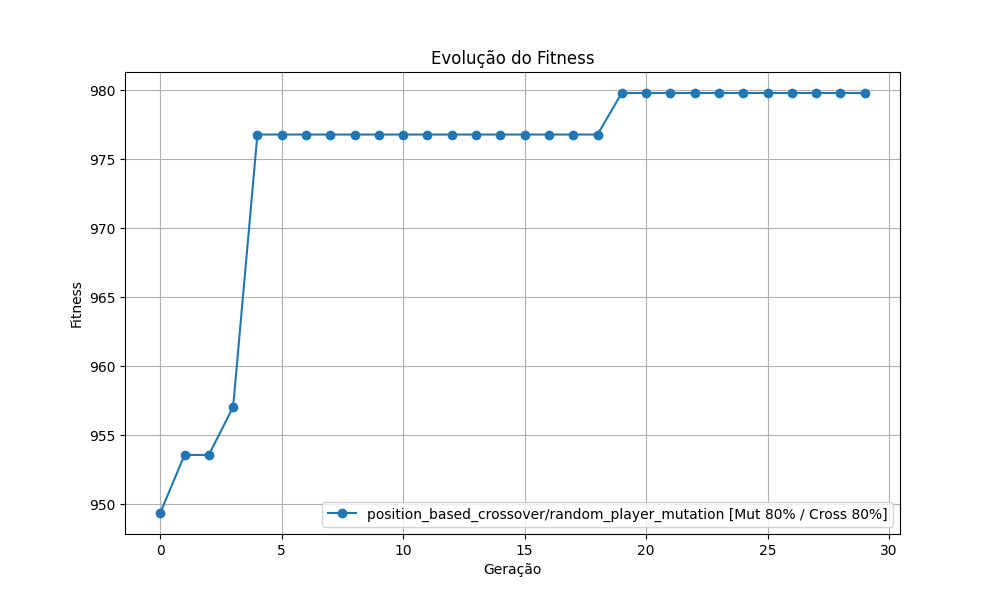 Evolução do Fitness
980
975
970
965
960
955
950
Fitness
0 5 10 15 20 25 30
Geração
position_based_crossover/random_player_mutation [Mut 80% / Cross 80%]